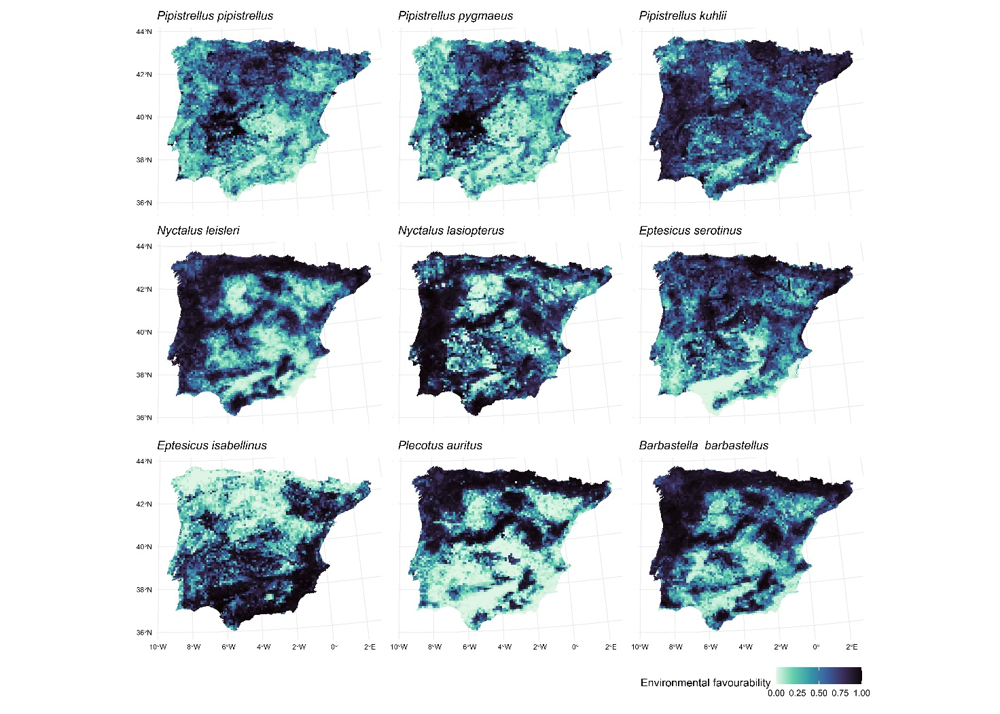 Pipistrellus pipistrellus Pipistrellus pygmaeus Pipistrellus kuhlii
44°N
42°N
40°N
38°N
36°N
Nyctalus leisleri Nyctalus lasiopterus Eptesicus serotinus
44°N
42°N
40°N
38°N
36°N
Eptesicus isabellinus Plecotus auritus Barbastella  barbastellus
44°N
42°N
40°N
38°N
36°N
10°W 8°W 6°W 4°W 2°W 0° 2°E 10°W 8°W 6°W 4°W 2°W 0° 2°E 10°W 8°W 6°W 4°W 2°W 0° 2°E
Environmental favourability
0.00 0.25 0.50 0.75 1.00